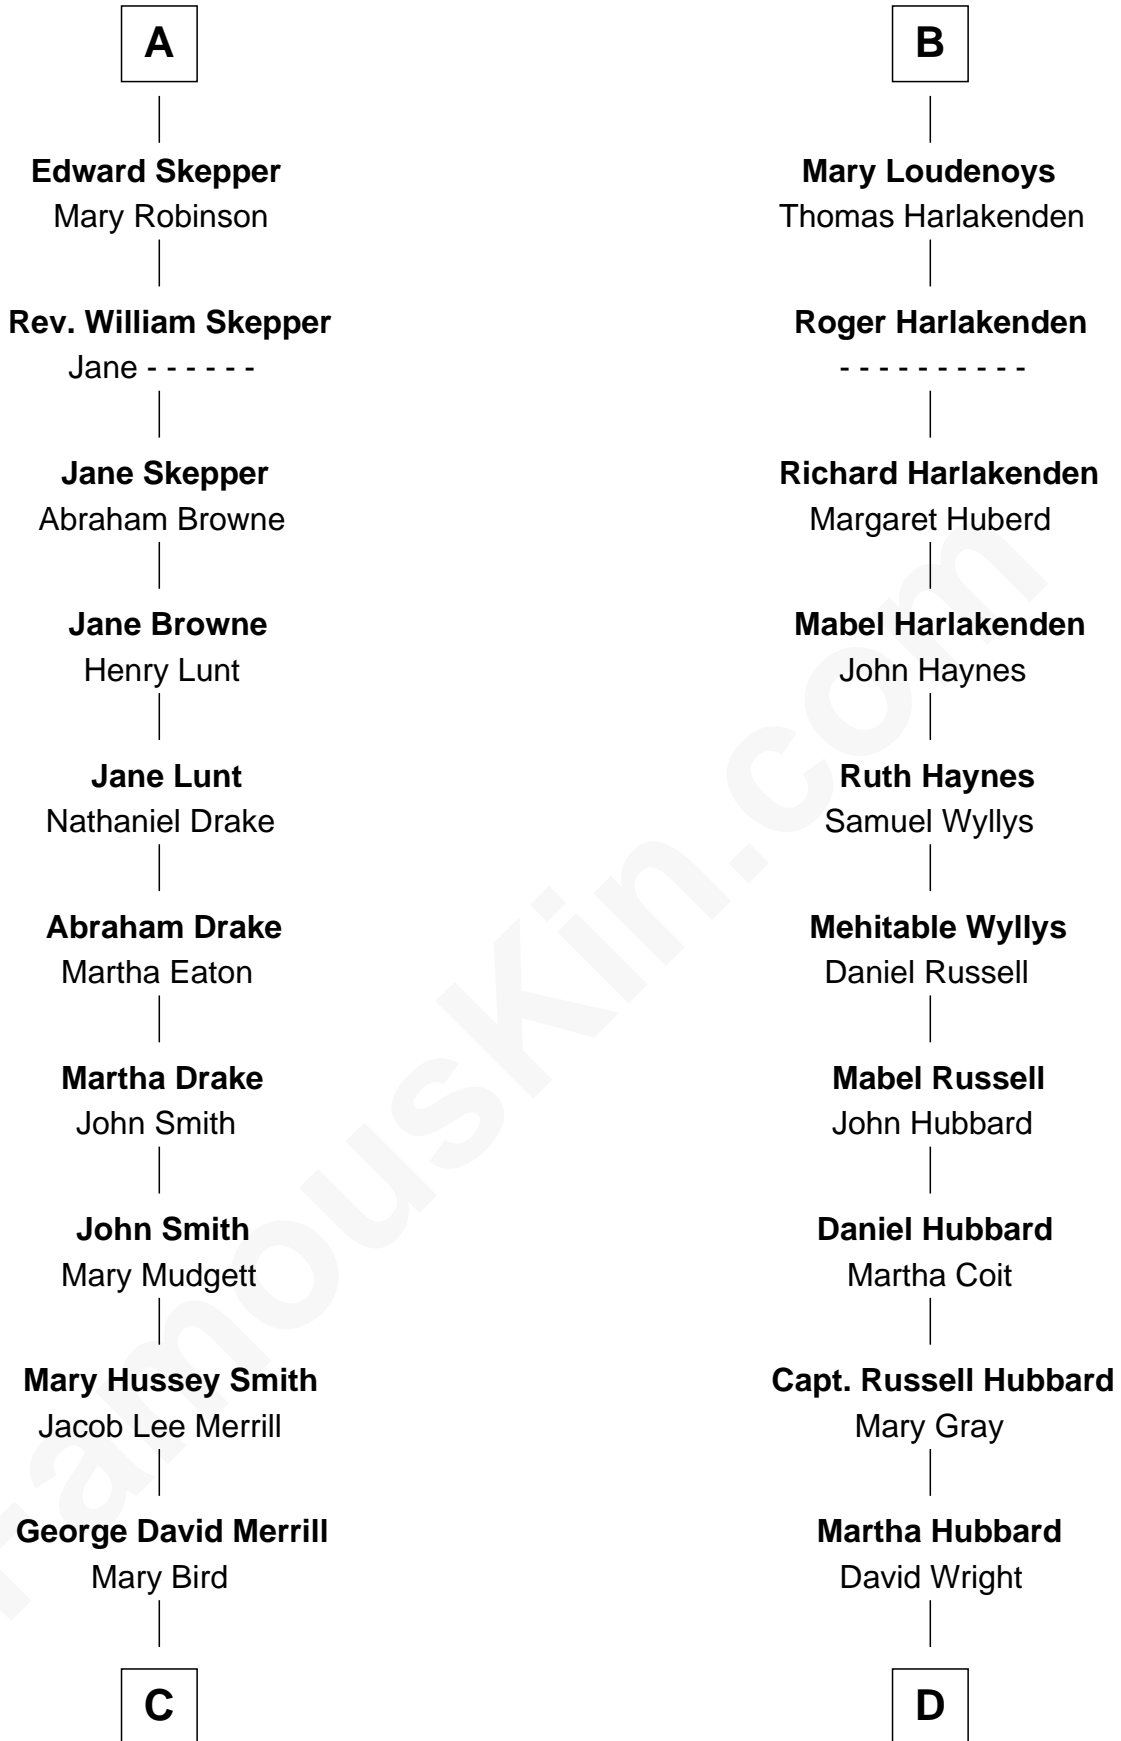 A
Edward Skepper
Mary Robinson
Rev. William Skepper
Jane - - - - - -
Jane Skepper
Abraham Browne
Jane Browne
Henry Lunt
Jane Lunt
Nathaniel Drake
Abraham Drake
Martha Eaton
Martha Drake
John Smith
John Smith
Mary Mudgett
Mary Hussey Smith
Jacob Lee Merrill
George David Merrill
Mary Bird
C
B
Mary Loudenoys
Thomas Harlakenden
Roger Harlakenden
- - - - - - - - - -
Richard Harlakenden
Margaret Huberd
Mabel Harlakenden
John Haynes
Ruth Haynes
Samuel Wyllys
Mehitable Wyllys
Daniel Russell
Mabel Russell
John Hubbard
Daniel Hubbard
Martha Coit
Capt. Russell Hubbard
Mary Gray
Martha Hubbard
David Wright
D
FamousKin.com